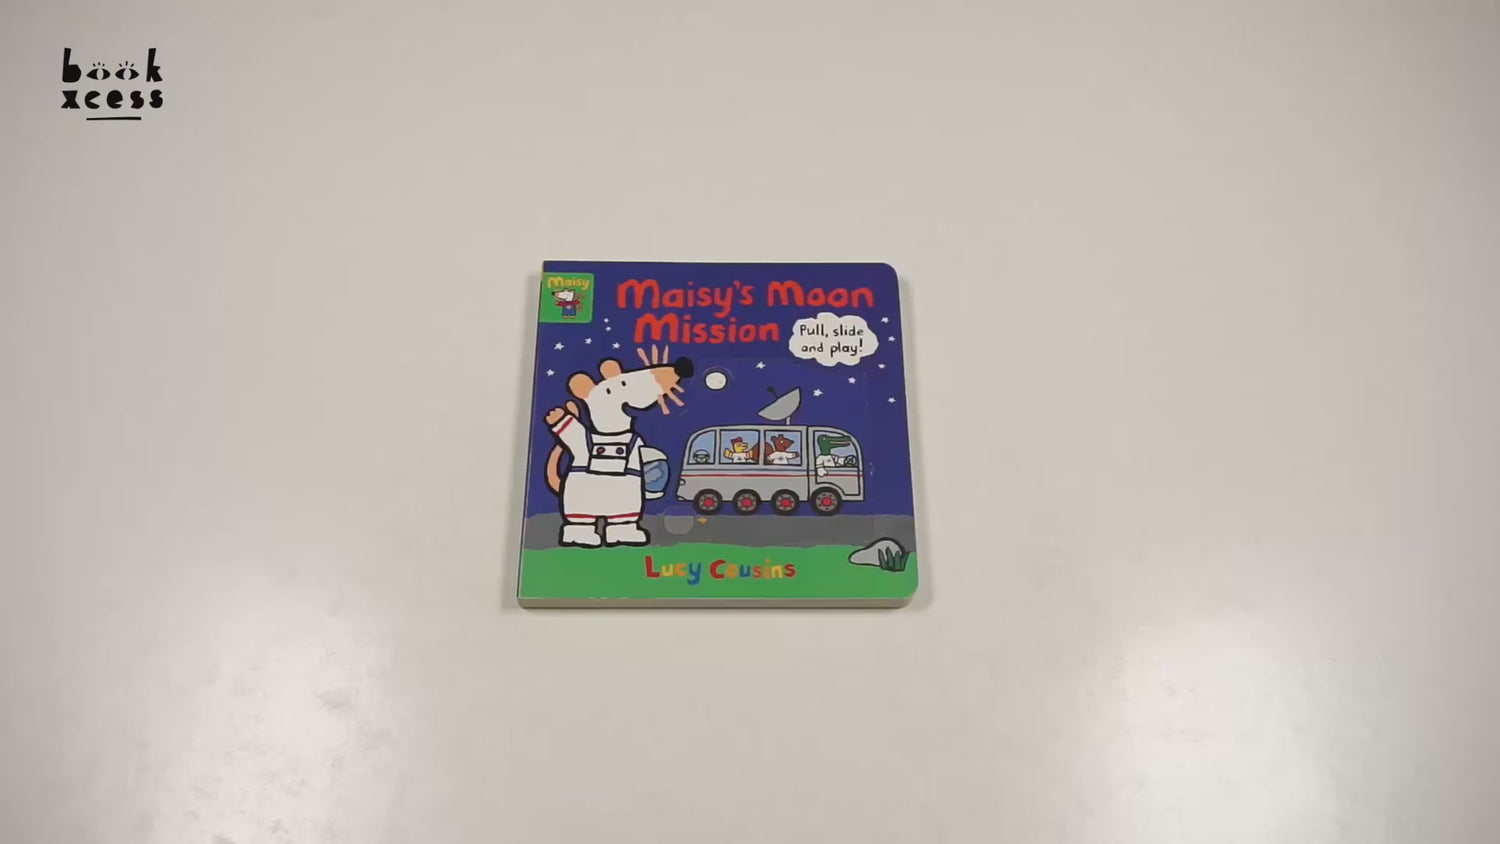 book
xcess
Maisy
Maisy's Moon
Mission
Pull, slide
and play!
Lucy Cousins